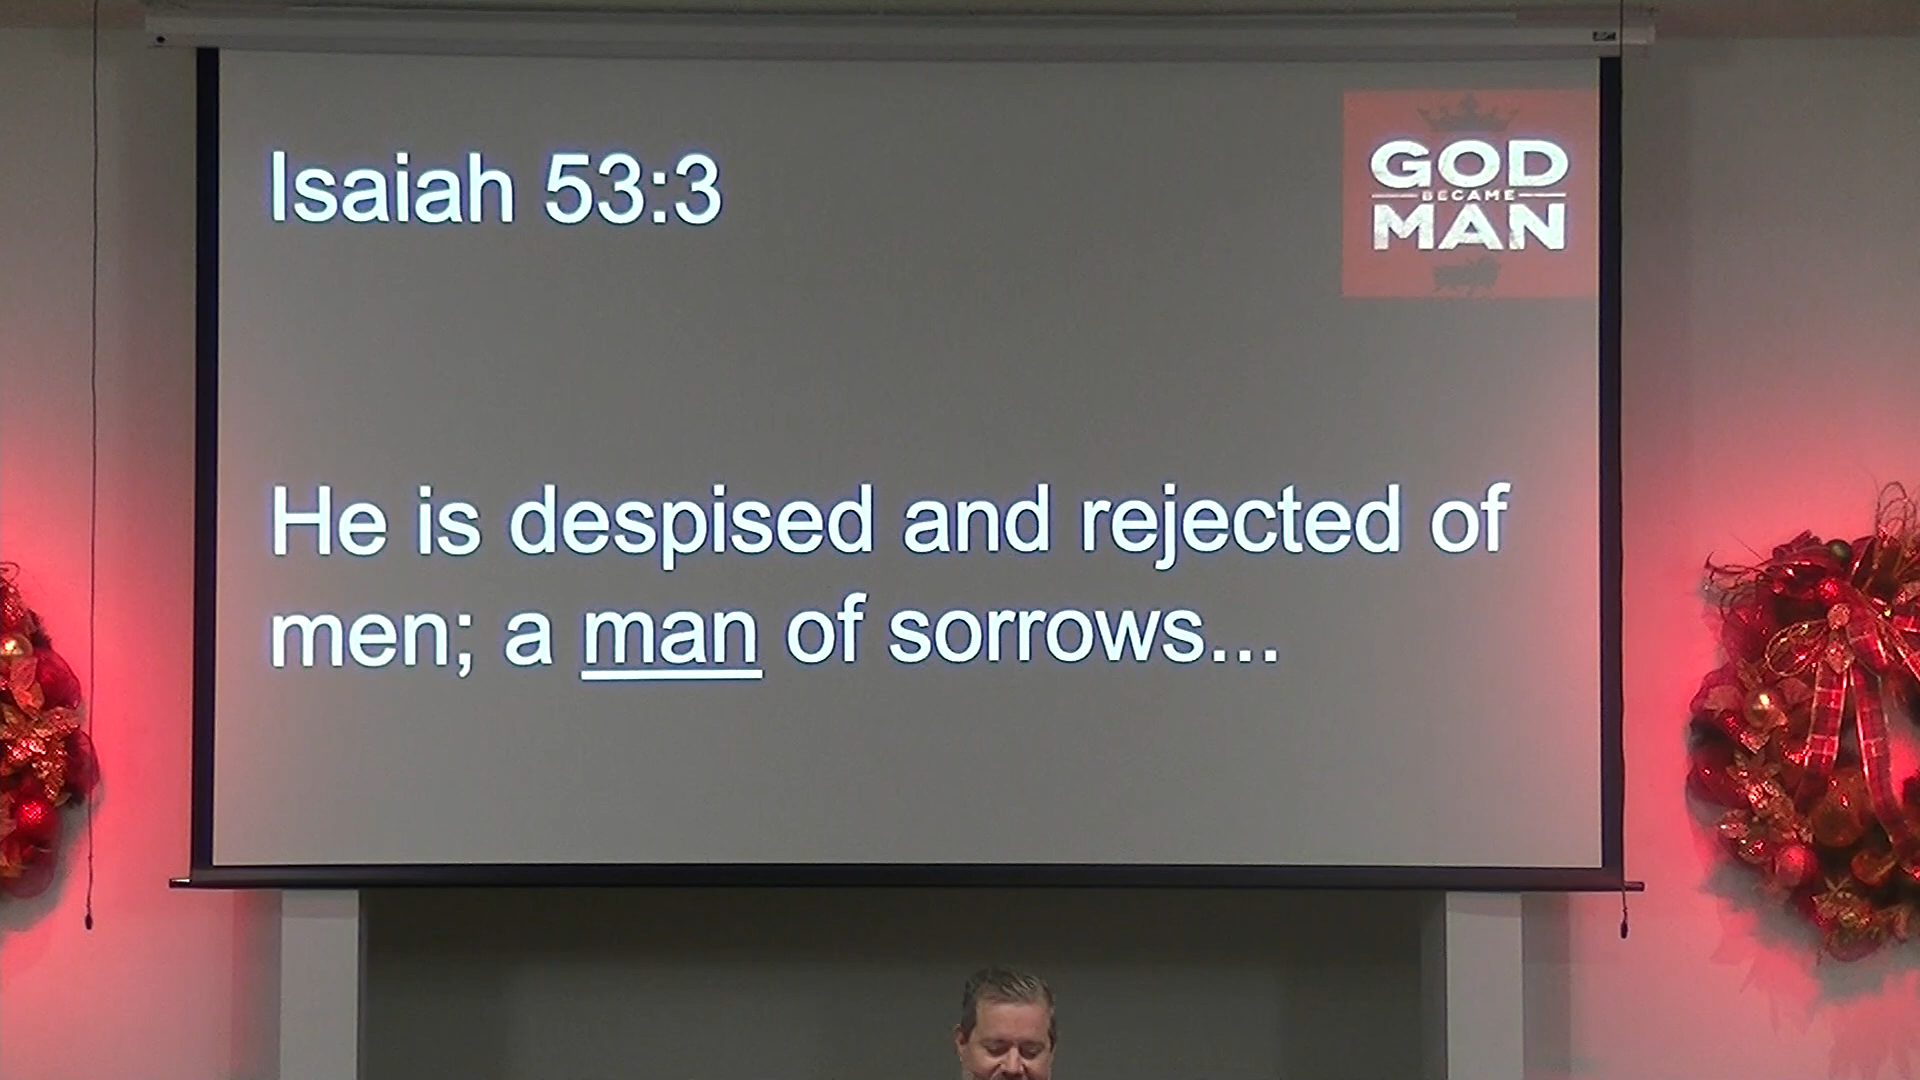 Isaiah 53:3
GOD
BECAME
MAN
He is despised and rejected of
men; a man of sorrows...